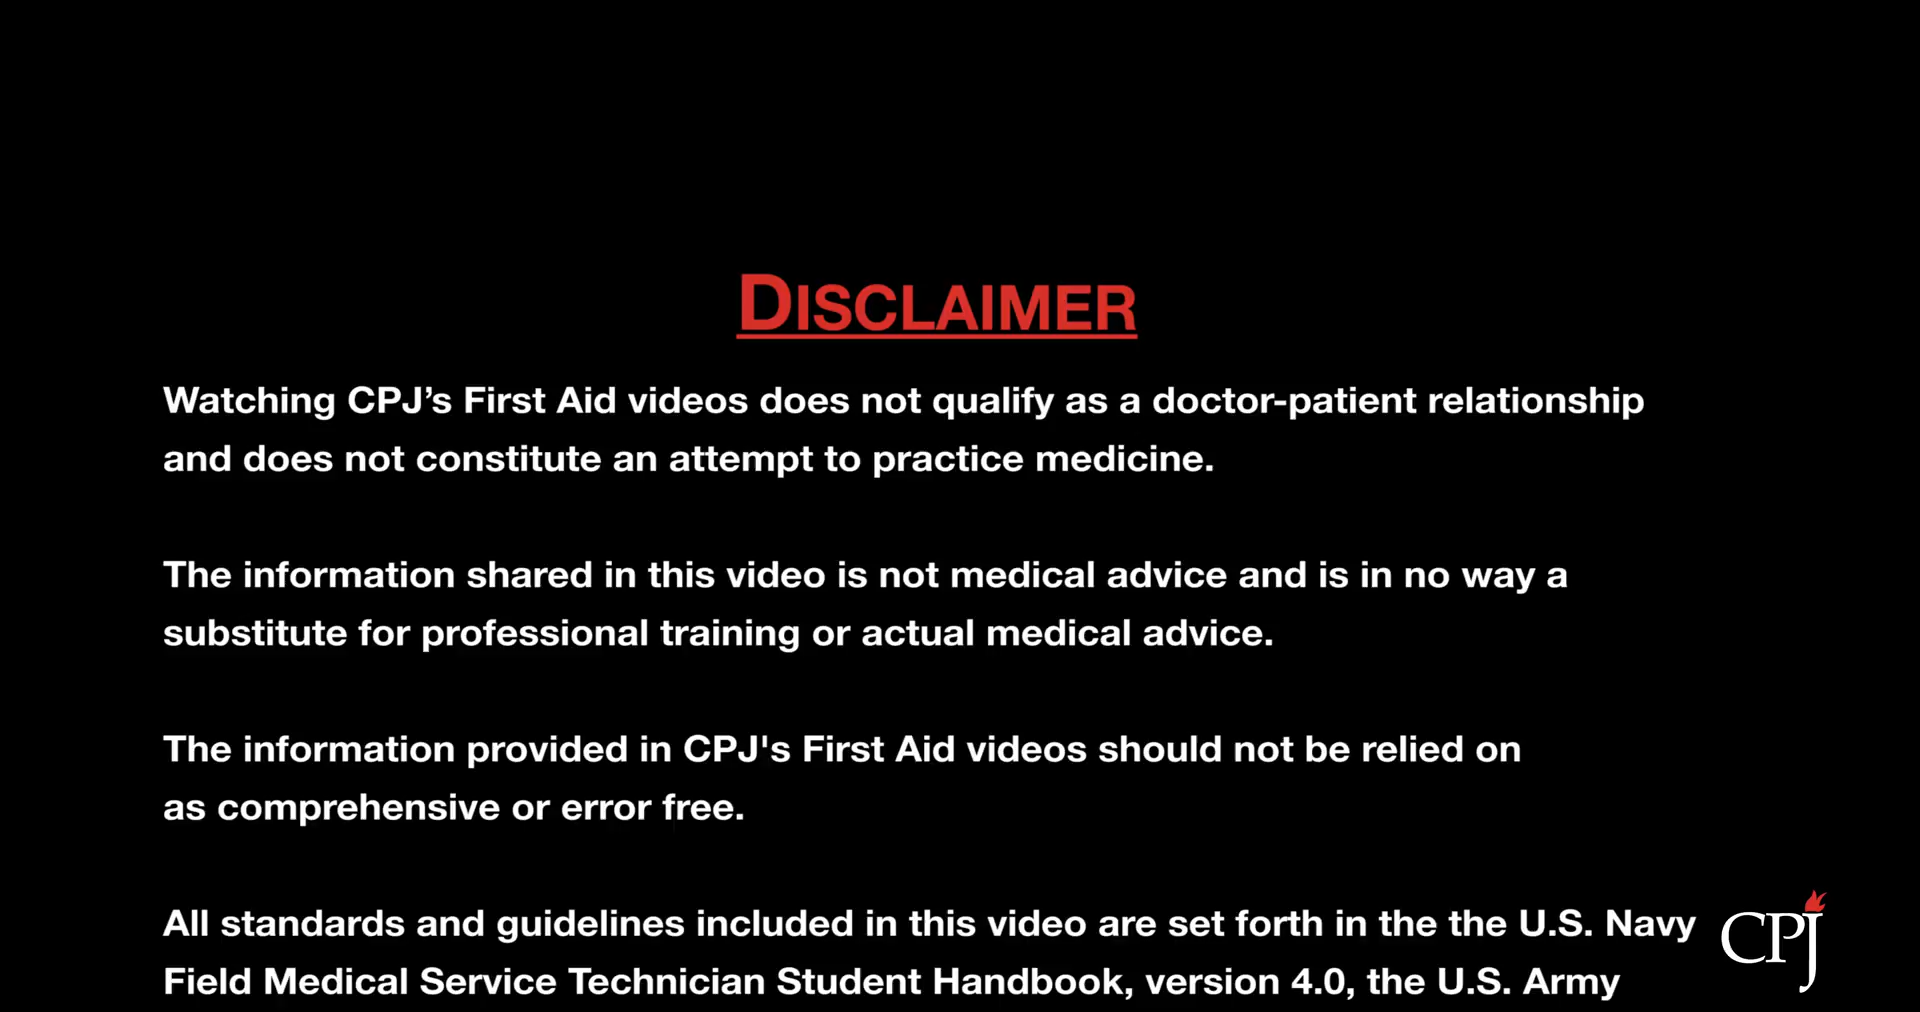 DISCLAIMER
Watching CPJ’s First Aid videos does not qualify as a doctor-patient relationship
and does not constitute an attempt to practice medicine.
The information shared in this video is not medical advice and is in no way a
substitute for professional training or actual medical advice.
The information provided in CPJ's First Aid videos should not be relied on
as comprehensive or error free.
All standards and guidelines included in this video are set forth in the the U.S. Navy
Field Medical Service Technician Student Handbook, version 4.0, the U.S. Army
CPJ